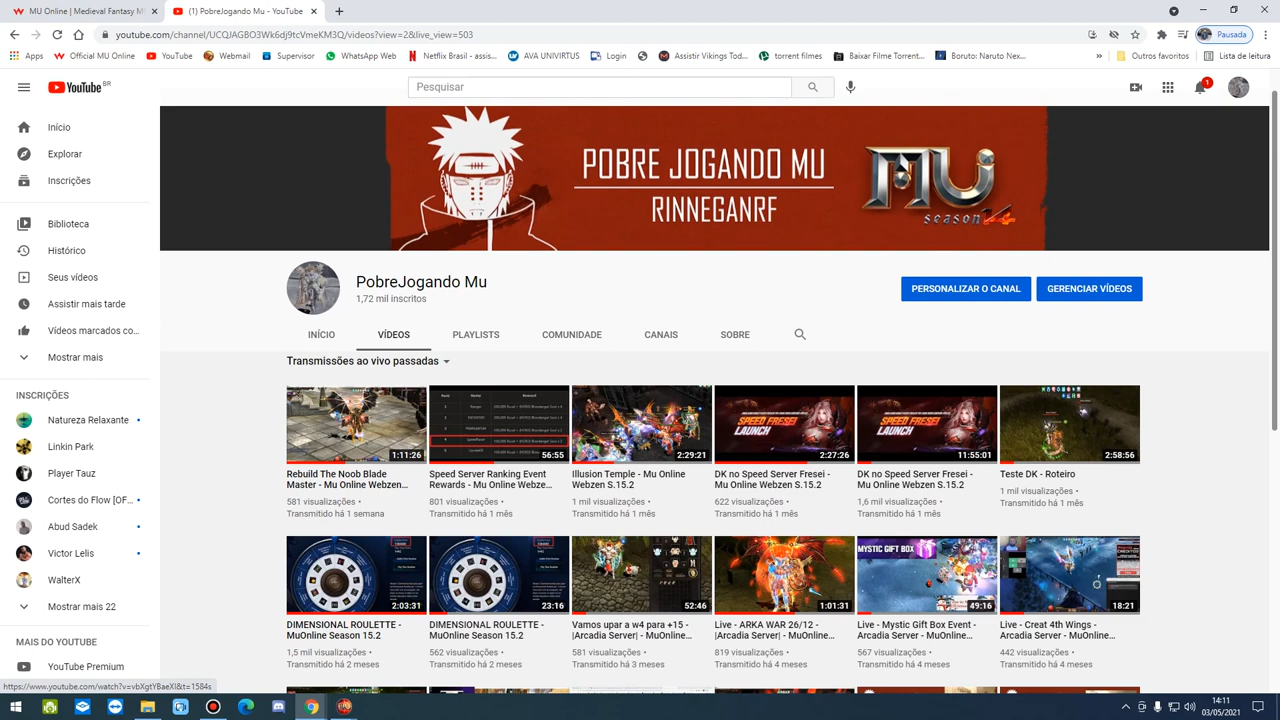 MU Online | Medieval Fantasy M
(1) PobreJogando Mu - YouTube
youtube.com/channel/UCQJAGBO3Wk6dj9tcVmeKM3Q/videos?view=2&live_view=503
Pausada
Apps
Official MU Online
YouTube
Webmail
Supervisor
WhatsApp Web
Netflix Brasil - assis...
AVA UNIVIRTUS
Login
Assistir Vikings Tod...
torrent filmes
Baixar Filme Torrent...
Boruto: Naruto Nex...
»
Outros favoritos
Lista de leitura
YouTube BR
Pesquisar
1
Início
Explorar
Inscrições
Biblioteca
Histórico
Seus vídeos
Assistir mais tarde
Vídeos marcados co...
Mostrar mais
INSCRIÇÕES
Natureza Relaxante
Linkin Park
Player Tauz
Cortes do Flow [OF...
Abud Sadek
Victor Lelis
WalterX
Mostrar mais 22
MAIS DO YOUTUBE
YouTube Premium
https://www.youtube.com/watch?v=vbXgtYBaeXI&t=1584s
POBRE JOGANDO MU
RINNEGANRF
MU
season 14
PobreJogando Mu
1,72 mil inscritos
PERSONALIZAR O CANAL
GERENCIAR VÍDEOS
INÍCIO
VÍDEOS
PLAYLISTS
COMUNIDADE
CANAIS
SOBRE
Transmissões ao vivo passadas
1:11:26
Rebuild The Noob Blade
Master - Mu Online Webzen...
581 visualizações •
Transmitido há 1 semana
56:55
Speed Server Ranking Event
Rewards - Mu Online Webze...
801 visualizações •
Transmitido há 1 mês
2:29:21
Illusion Temple - Mu Online
Webzen S.15.2
1 mil visualizações •
Transmitido há 1 mês
SPEED FRESEI
LAUNCH
2:27:26
DK no Speed Server Fresei -
Mu Online Webzen S.15.2
622 visualizações •
Transmitido há 1 mês
SPEED FRESEI
LAUNCH
11:55:01
DK no Speed Server Fresei -
Mu Online Webzen S.15.2
1,6 mil visualizações •
Transmitido há 1 mês
2:58:56
Teste DK - Roteiro
1 mil visualizações •
Transmitido há 1 mês
2:03:31
DIMENSIONAL ROULETTE -
MuOnline Season 15.2
1,5 mil visualizações •
Transmitido há 2 meses
23:16
DIMENSIONAL ROULETTE -
MuOnline Season 15.2
562 visualizações •
Transmitido há 2 meses
52:46
Vamos upar a w4 para +15 -
|Arcadia Server| - MuOnline...
581 visualizações •
Transmitido há 3 meses
1:01:31
Live - ARKA WAR 26/12 -
|Arcadia Server| - MuOnline...
819 visualizações •
Transmitido há 4 meses
MYSTIC GIFT BOX
49:16
Live - Mystic Gift Box Event -
Arcadia Server - MuOnline...
567 visualizações •
Transmitido há 4 meses
18:21
Live - Creat 4th Wings -
Arcadia Server - MuOnline...
442 visualizações •
Transmitido há 4 meses
14:11
03/05/2021